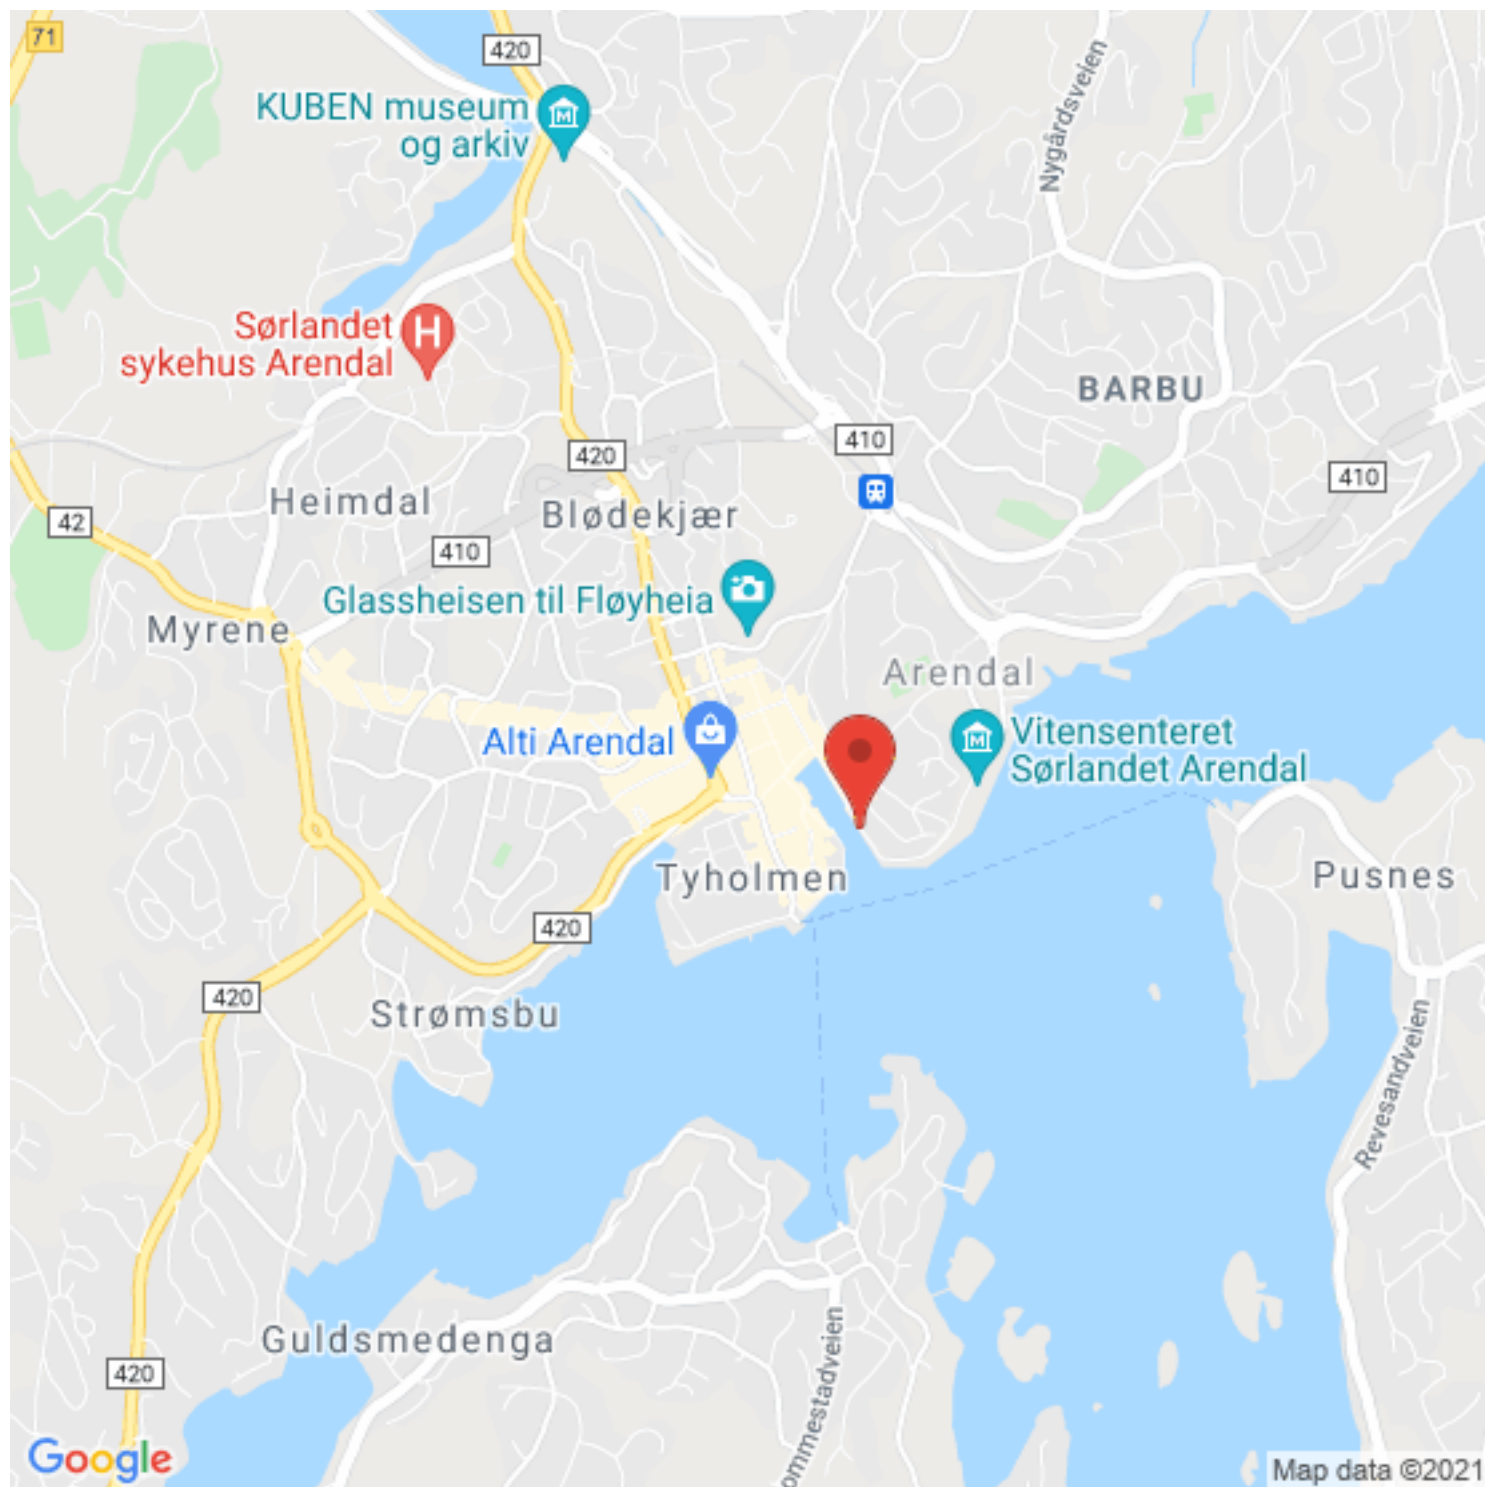 71
420
Nygårdsveien
KUBEN museum
og arkiv
M
Sørlandet
sykehus Arendal
H
BARBU
410
420
410
Heimdal
42
Blødekjær
410
Glassheisen til Fløyheia
Myrene
Arendal
Alti Arendal
M
Vitensenteret
Sørlandet Arendal
Tyholmen
Pusnes
420
420
Strømsbu
Revesandveien
Guldsmedenga
420
ommestadveien
Google
Map data ©2021